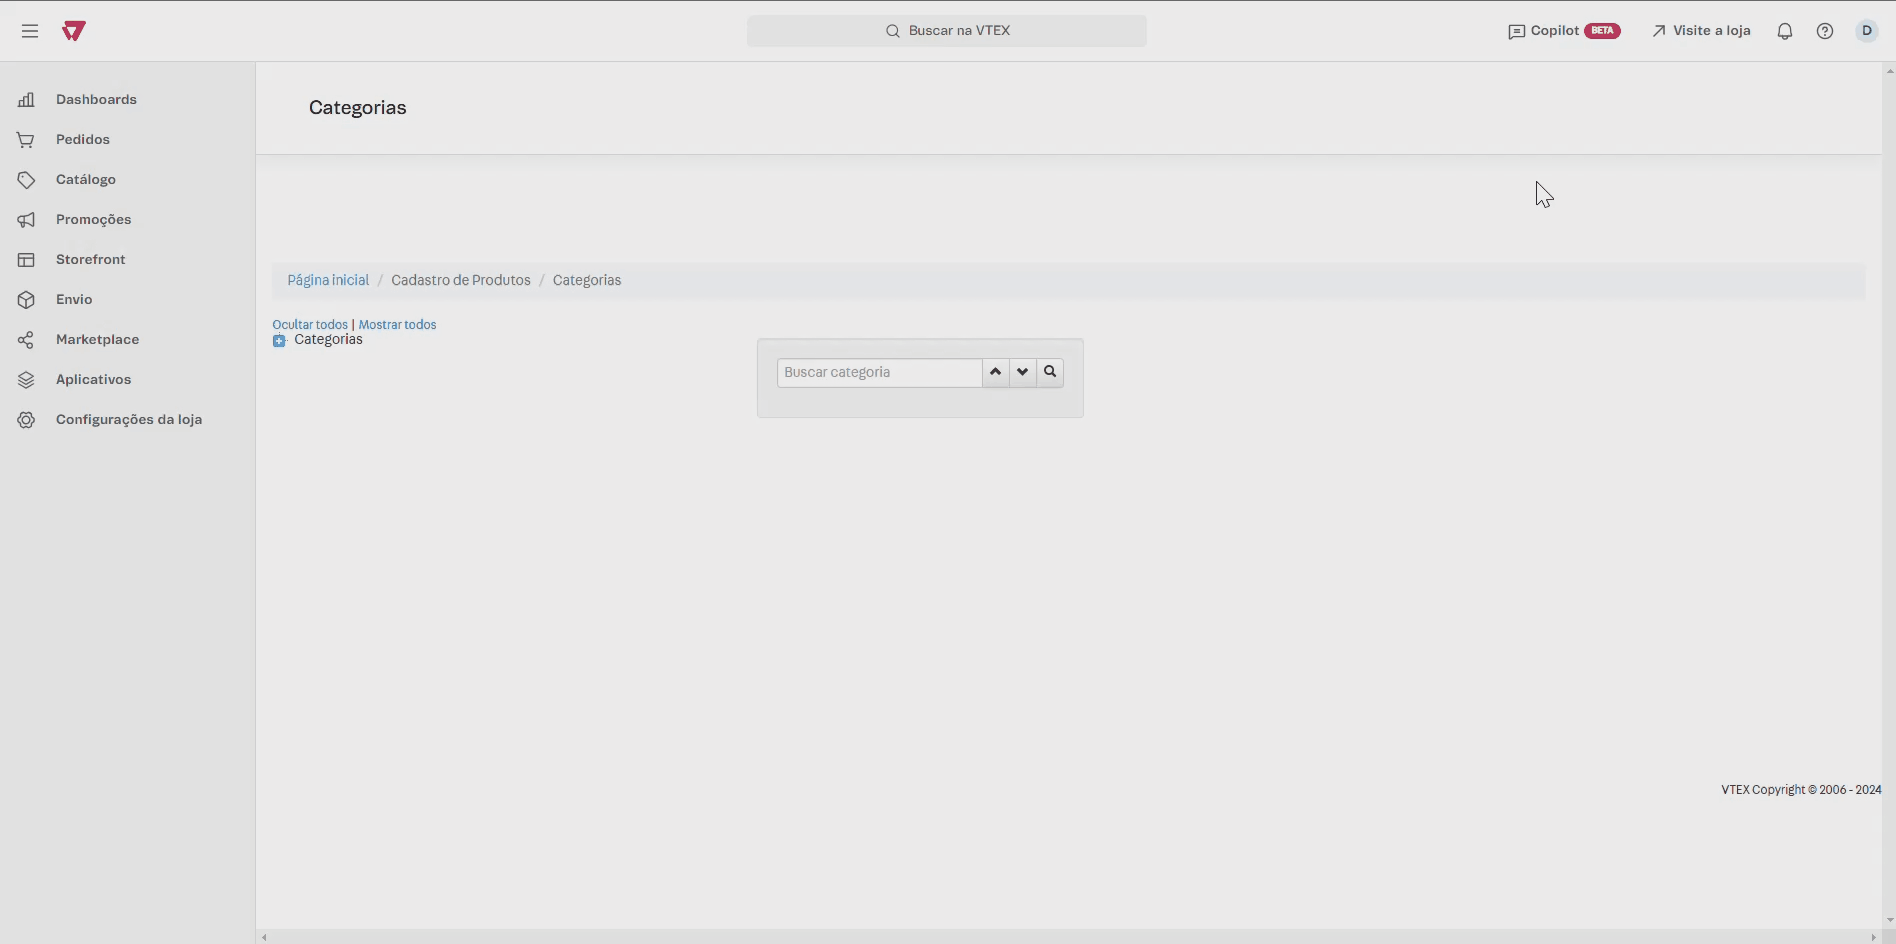 Buscar na VTEX
Copilot BETA
Visite a loja
D
Dashboards
Pedidos
Catálogo
Promoções
Storefront
Envio
Marketplace
Aplicativos
Configurações da loja
Categorias
Página inicial / Cadastro de Produtos / Categorias
Ocultar todos | Mostrar todos
Categorias
Buscar categoria
VTEX Copyright © 2006 - 2024